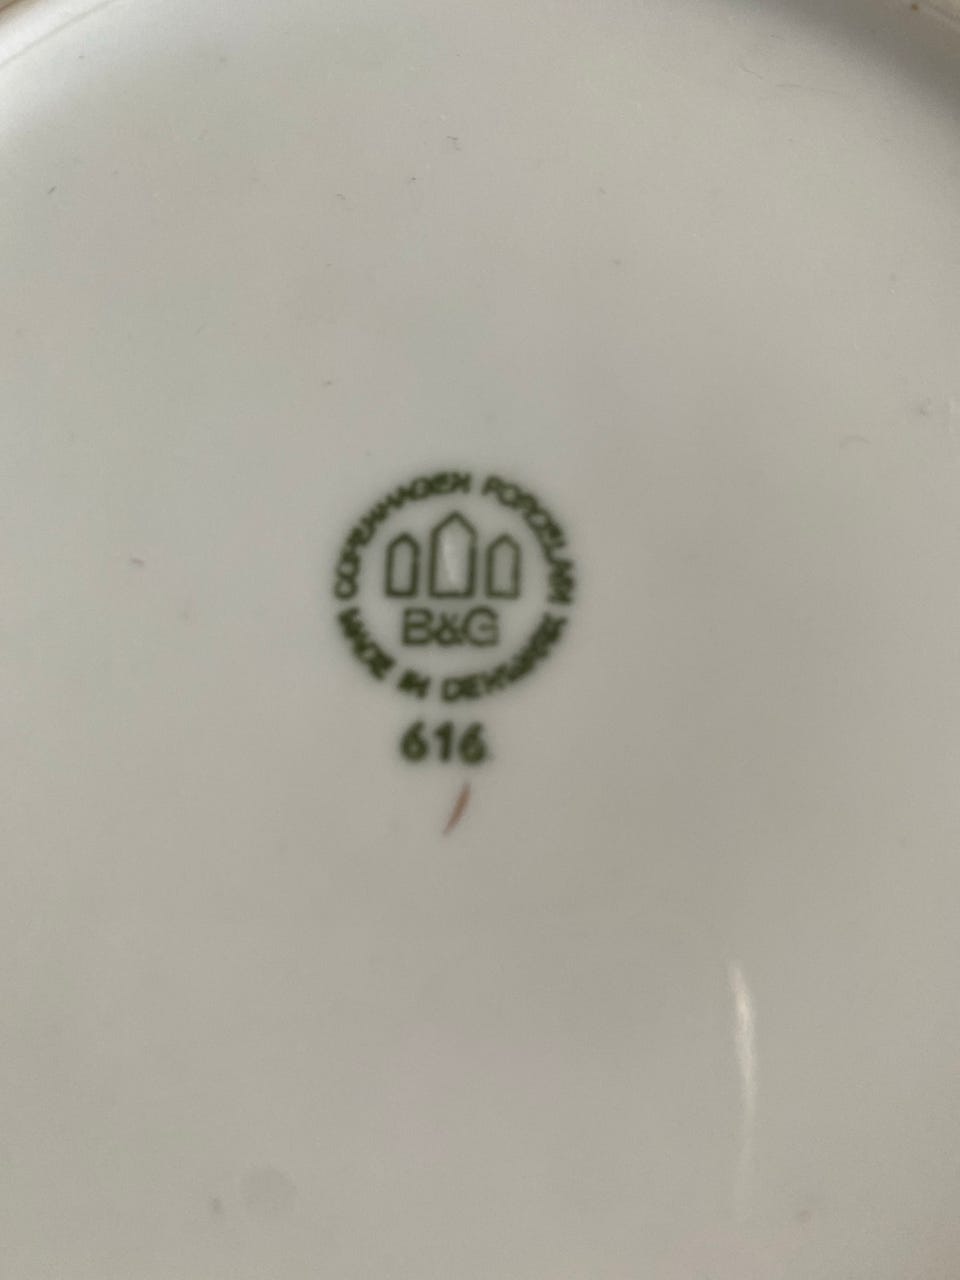 COPENHAGEN PORCELAIN
B&G
MADE IN DENMARK
616